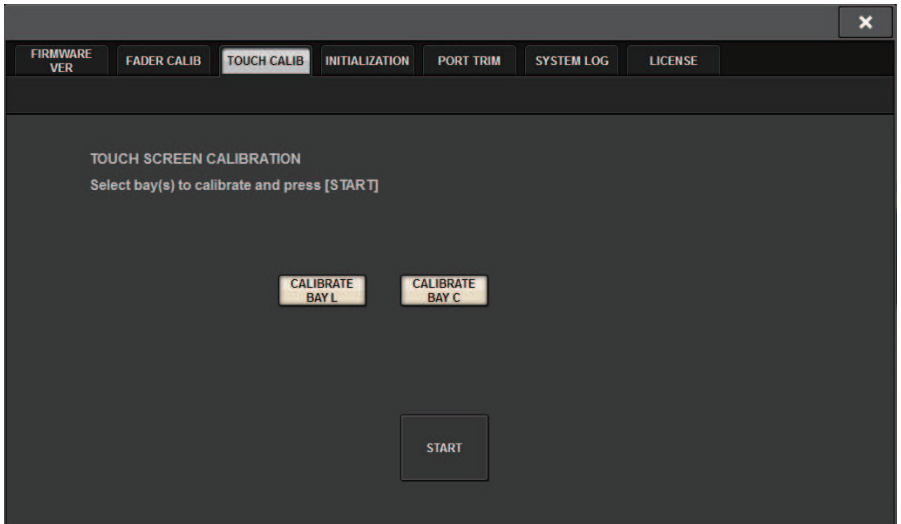 ×
FIRMWARE
VER
FADER CALIB
TOUCH CALIB
INITIALIZATION
PORT TRIM
SYSTEM LOG
LICENSE
TOUCH SCREEN CALIBRATION
Select bay(s) to calibrate and press [START]
CALIBRATE
BAY L
CALIBRATE
BAY C
START